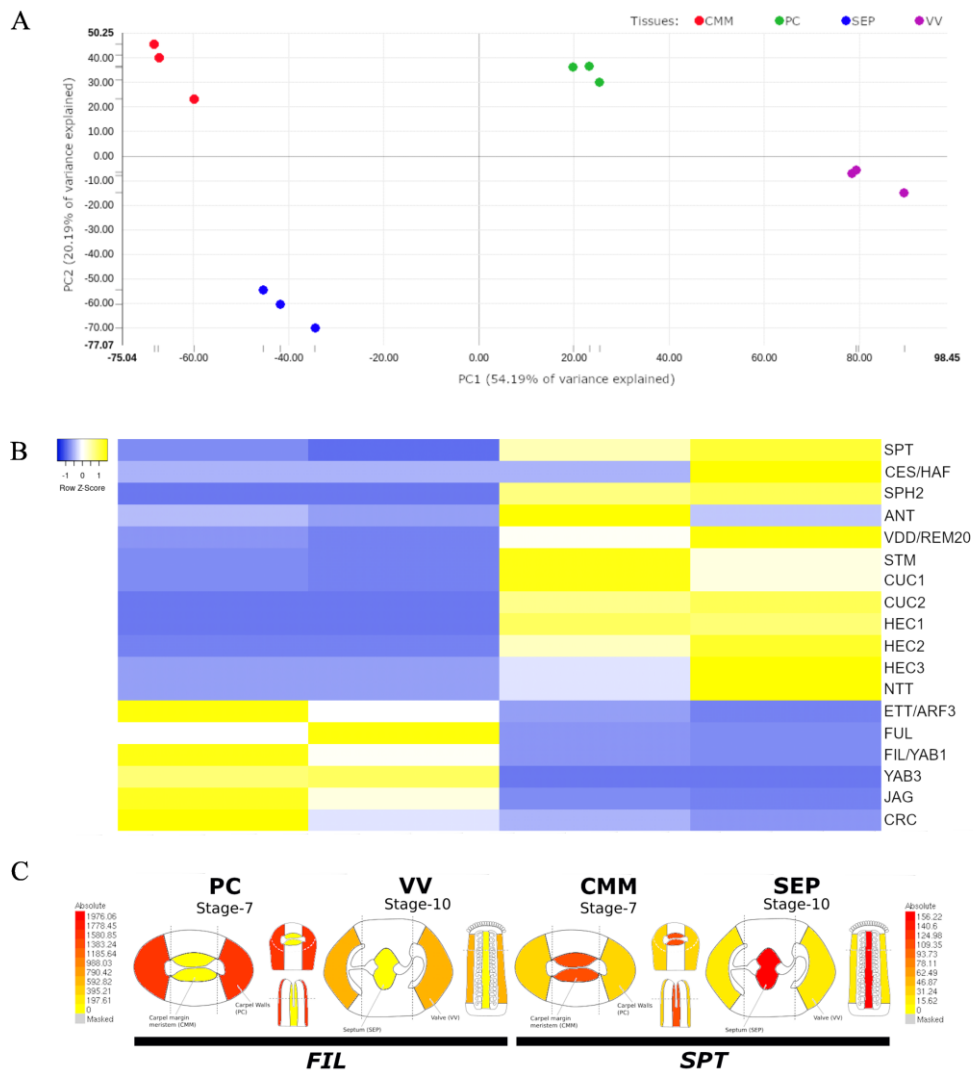 A
Tissues: CMM PC SEP VV
50.25
40.00
30.00
20.00
10.00
0.00
-10.00
-20.00
-30.00
-40.00
-50.00
-60.00
-70.00
-77.07
PC2 (20.19% of variance explained)
-75.04 -60.00 -40.00 -20.00 0.00 20.00 40.00 60.00 80.00 98.45
PC1 (54.19% of variance explained)
B
-1 0 1
Row Z-Score
SPT
CES/HAF
SPH2
ANT
VDD/REM20
STM
CUC1
CUC2
HEC1
HEC2
HEC3
NTT
ETT/ARF3
FUL
FIL/YAB1
YAB3
JAG
CRC
C
PC VV CMM SEP
Stage-7 Stage-10 Stage-7 Stage-10
Absolute
1976.06
1778.45
1580.85
1383.24
1185.64
988.03
790.42
592.82
395.21
197.61
0
Masked
Carpel margin
meristem (CMM)
Carpel Walls
(PC)
Septum (SEP)
Valve (VV)
Carpel margin
meristem (CMM)
Carpel Walls
(PC)
Septum (SEP)
Valve (VV)
Absolute
156.22
140.6
124.98
109.35
93.73
78.11
62.49
46.87
31.24
15.62
0
Masked
FIL SPT